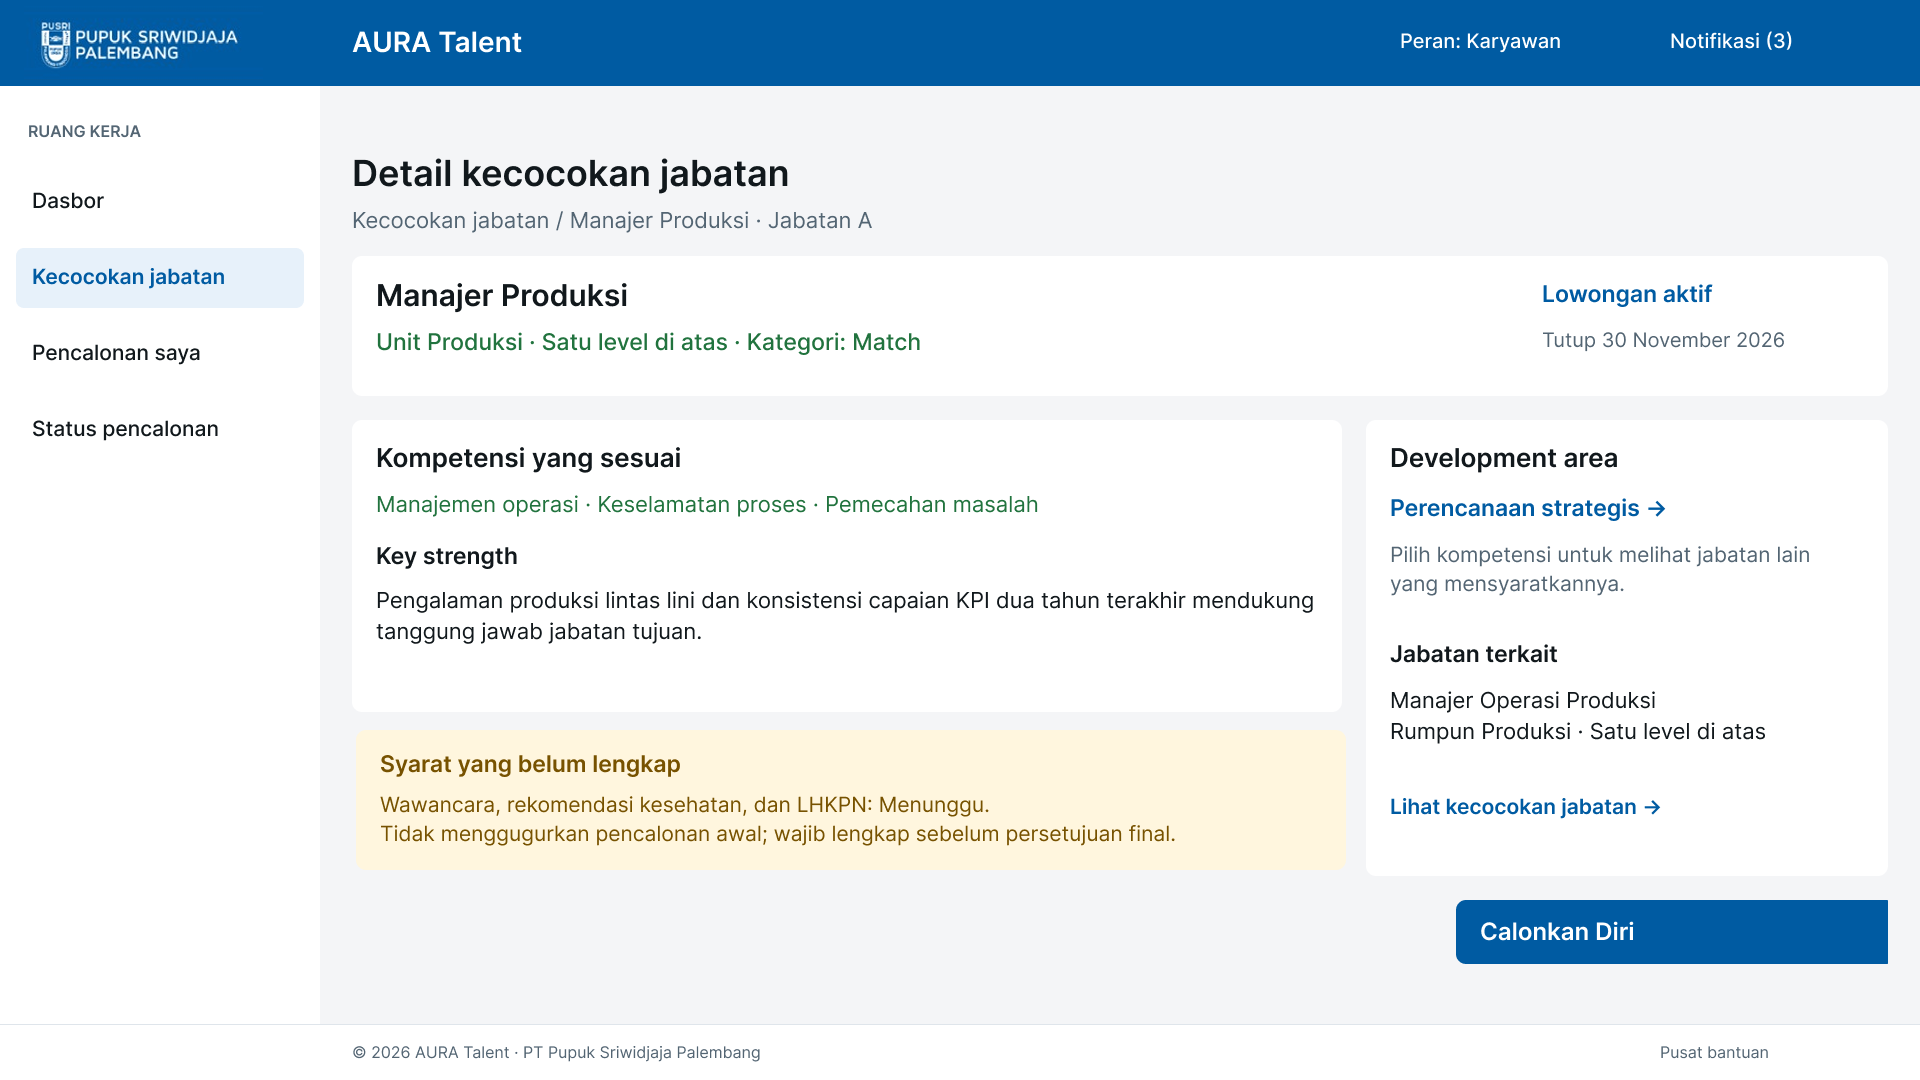 PUSRI
PUPUK SRIWIDJAJA
PALEMBANG
AURA Talent
Peran: Karyawan
Notifikasi (3)
RUANG KERJA
Dasbor
Kecocokan jabatan
Pencalonan saya
Status pencalonan
Detail kecocokan jabatan
Kecocokan jabatan / Manajer Produksi · Jabatan A
Manajer Produksi
Unit Produksi · Satu level di atas · Kategori: Match
Lowongan aktif
Tutup 30 November 2026
Kompetensi yang sesuai
Manajemen operasi · Keselamatan proses · Pemecahan masalah
Key strength
Pengalaman produksi lintas lini dan konsistensi capaian KPI dua tahun terakhir mendukung
tanggung jawab jabatan tujuan.
Syarat yang belum lengkap
Wawancara, rekomendasi kesehatan, dan LHKPN: Menunggu.
Tidak menggugurkan pencalonan awal; wajib lengkap sebelum persetujuan final.
Development area
Perencanaan strategis →
Pilih kompetensi untuk melihat jabatan lain
yang mensyaratkannya.
Jabatan terkait
Manajer Operasi Produksi
Rumpun Produksi · Satu level di atas
Lihat kecocokan jabatan →
Calonkan Diri
© 2026 AURA Talent · PT Pupuk Sriwidjaja Palembang
Pusat bantuan